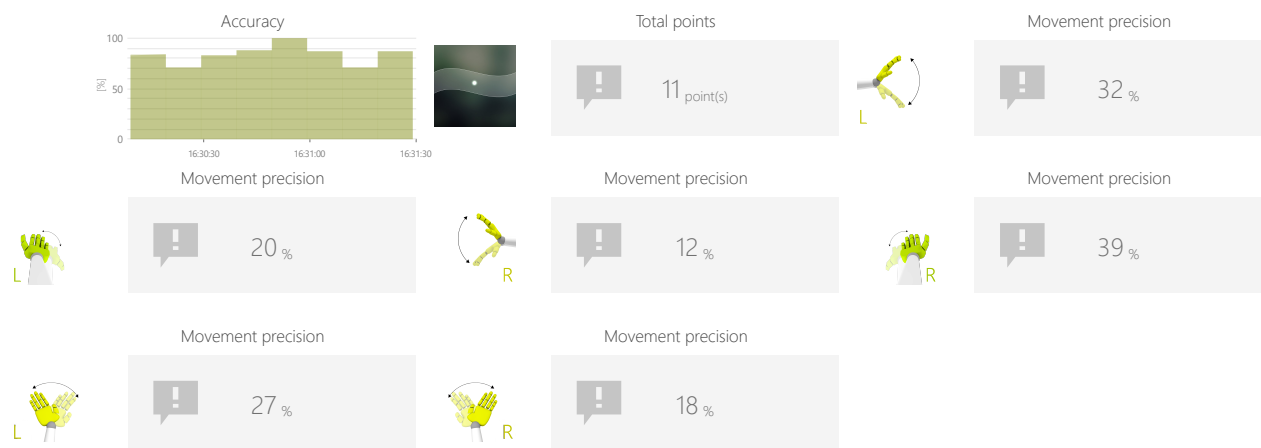 Accuracy
100
[%]
50
0
16:30:30
16:31:00
16:31:30
Total points
11 point(s)
Movement precision
L
32 %
Movement precision
L
20 %
Movement precision
R
12 %
Movement precision
R
39 %
Movement precision
L
27 %
Movement precision
R
18 %